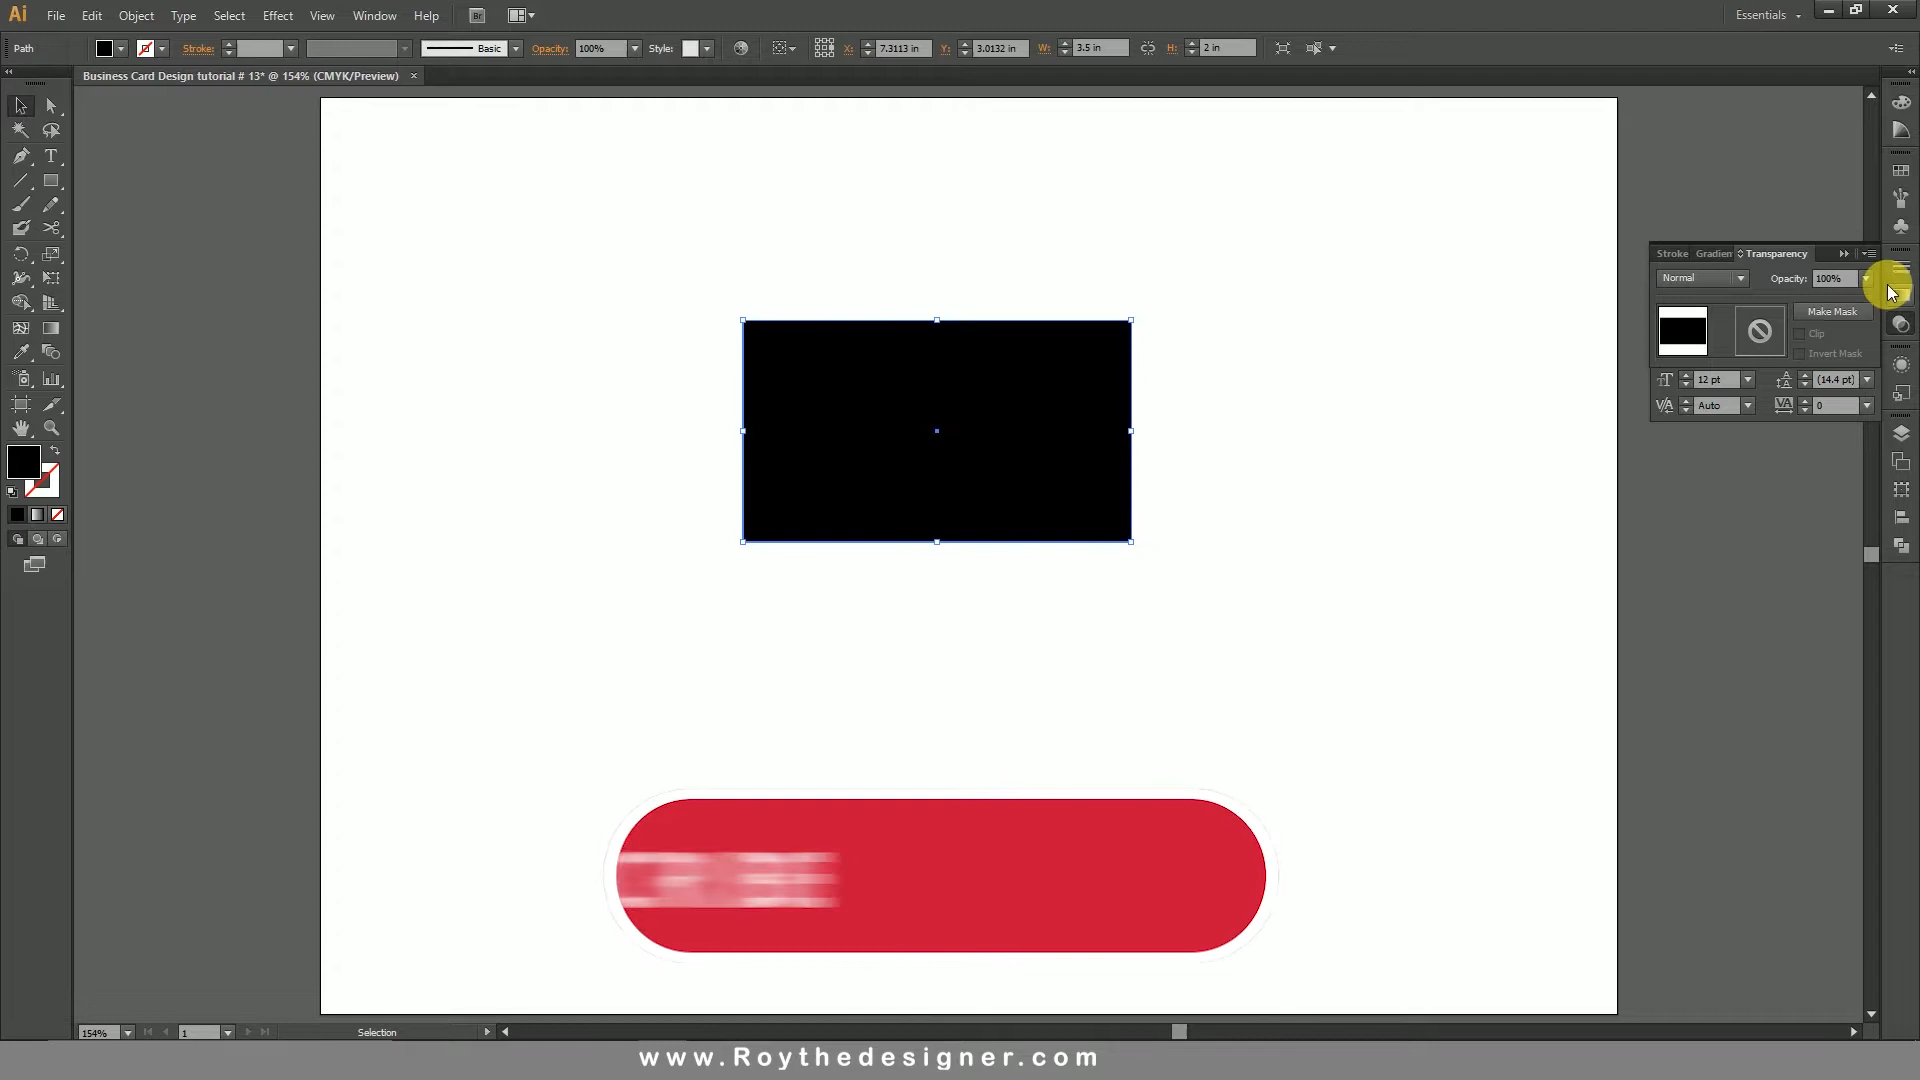 Ai File Edit Object Type Select Effect View Window Help Br Essentials
Path Stroke: Basic Opacity: 100% Style: X: 7.3113 in Y: 3.0132 in W: 3.5 in H: 2 in
Business Card Design tutorial # 13* @ 154% (CMYK/Preview) ×
Stroke Gradien Transparency
Normal Opacity: 100%
Make Mask
Clip
Invert Mask
12 pt (14.4 pt)
Auto 0
154% 1 Selection
www.Roythedesigner.com